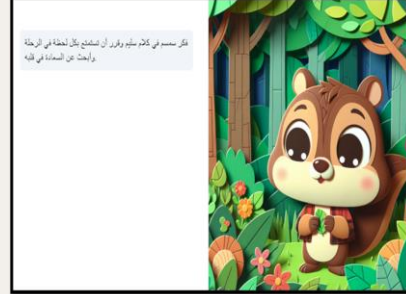 فكر سمسم في كلام سليم وقرر أن تستمتع بكل لحظة في الرحلة
وأبحث عن السعادة في قلبه.